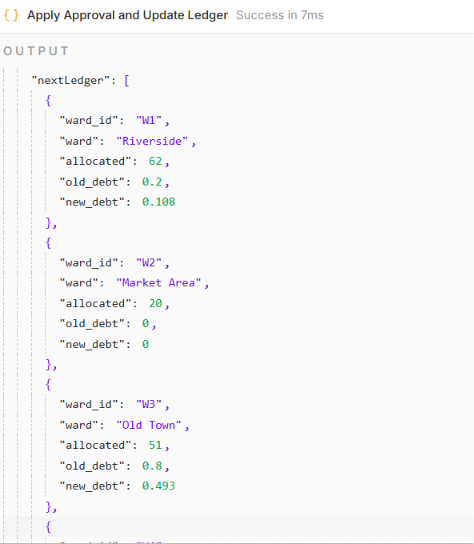 {} Apply Approval and Update Ledger Success in 7ms
OUTPUT
"nextLedger": [
{
"ward_id": "W1",
"ward": "Riverside",
"allocated": 62,
"old_debt": 0.2,
"new_debt": 0.108
},
{
"ward_id": "W2",
"ward": "Market Area",
"allocated": 20,
"old_debt": 0,
"new_debt": 0
},
{
"ward_id": "W3",
"ward": "Old Town",
"allocated": 51,
"old_debt": 0.8,
"new_debt": 0.493
},
{